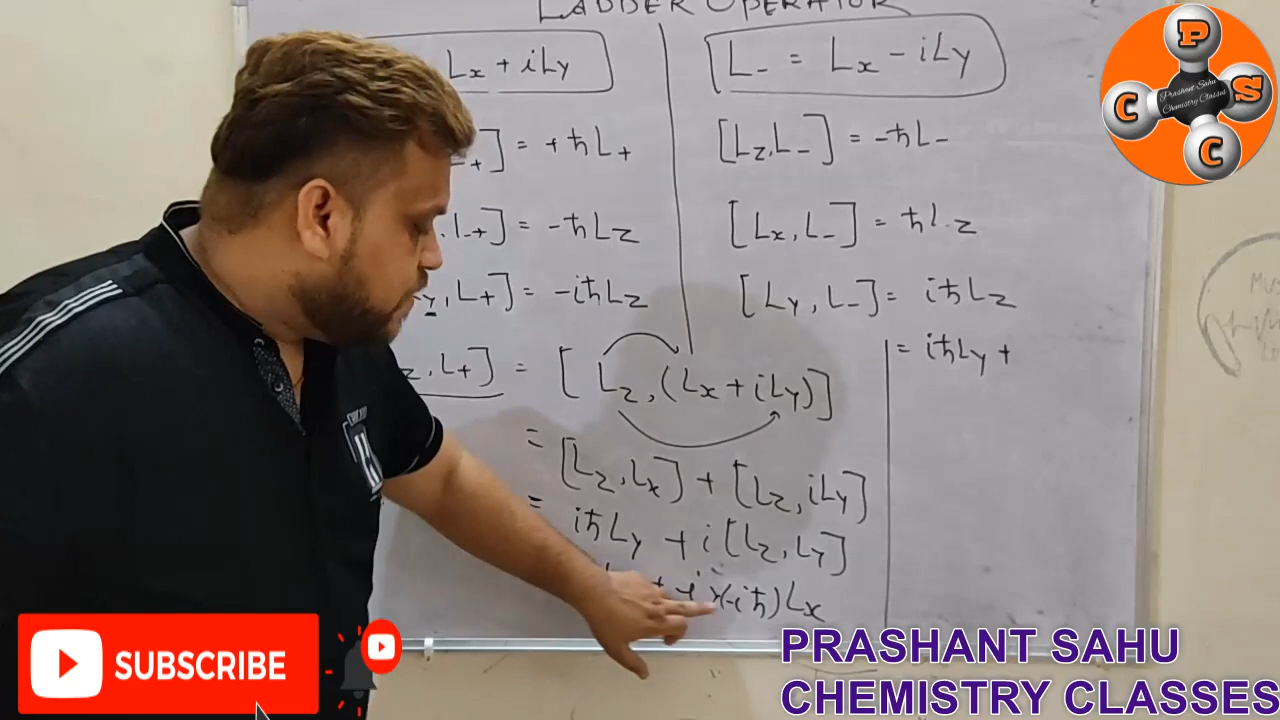 LADDER OPERATOR
Lx + iLy
L- = Lx - iLy
+] = +ħL+
[Lz, L-] = -ħL-
, L+] = -ħLz
[Lx, L-] = ħLz
y, L+] = -iħLz
[Ly, L-] = iħLz
z, L+] = [Lz, (Lx + iLy)]
= iħLy +
= [Lz, Lx] + [Lz, iLy]
= iħLy + i[Lz, Ly]
(-iħ)Lx
P
S
C
C
Prashant Sahu
Chemistry Classes
SUBSCRIBE
PRASHANT SAHU
CHEMISTRY CLASSES